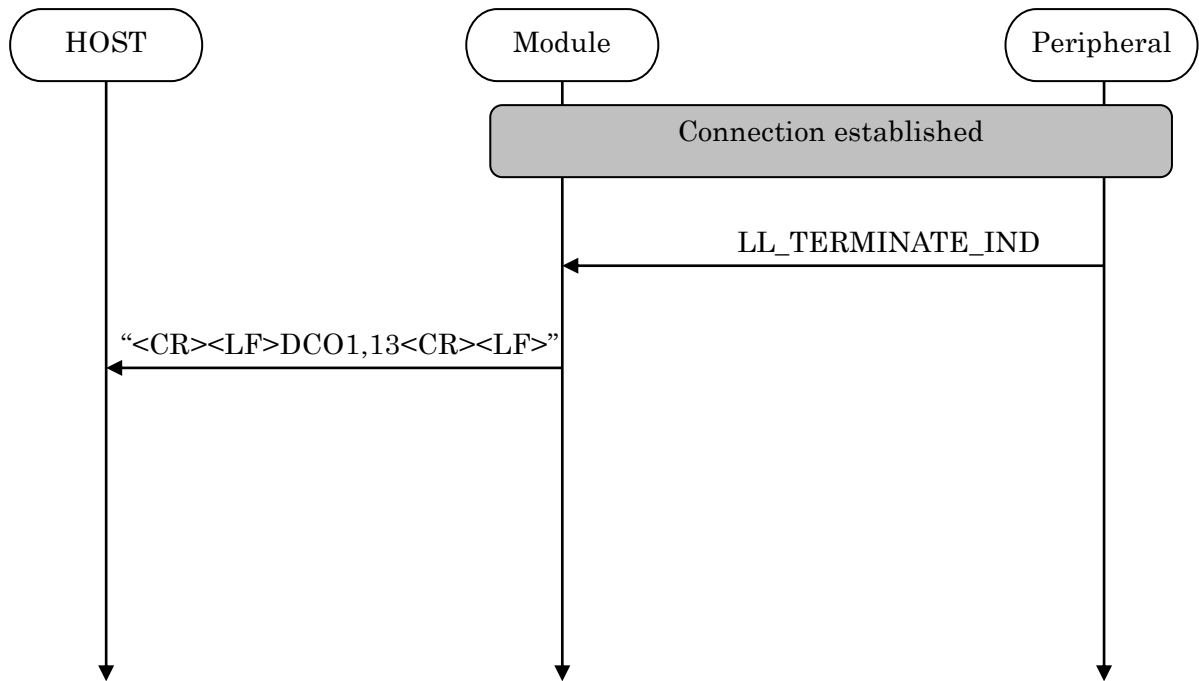 HOST
Module
Peripheral
Connection established
LL_TERMINATE_IND
“<CR><LF>DCO1,13<CR><LF>”